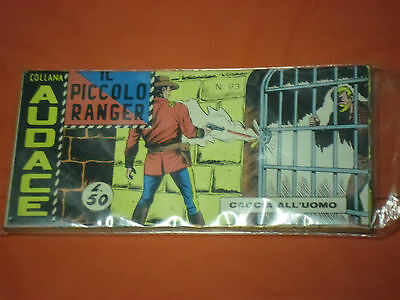 COLLANA
AUDACE
IL
PICCOLO
RANGER
N. 93
L. 50
CACCIA ALL'UOMO